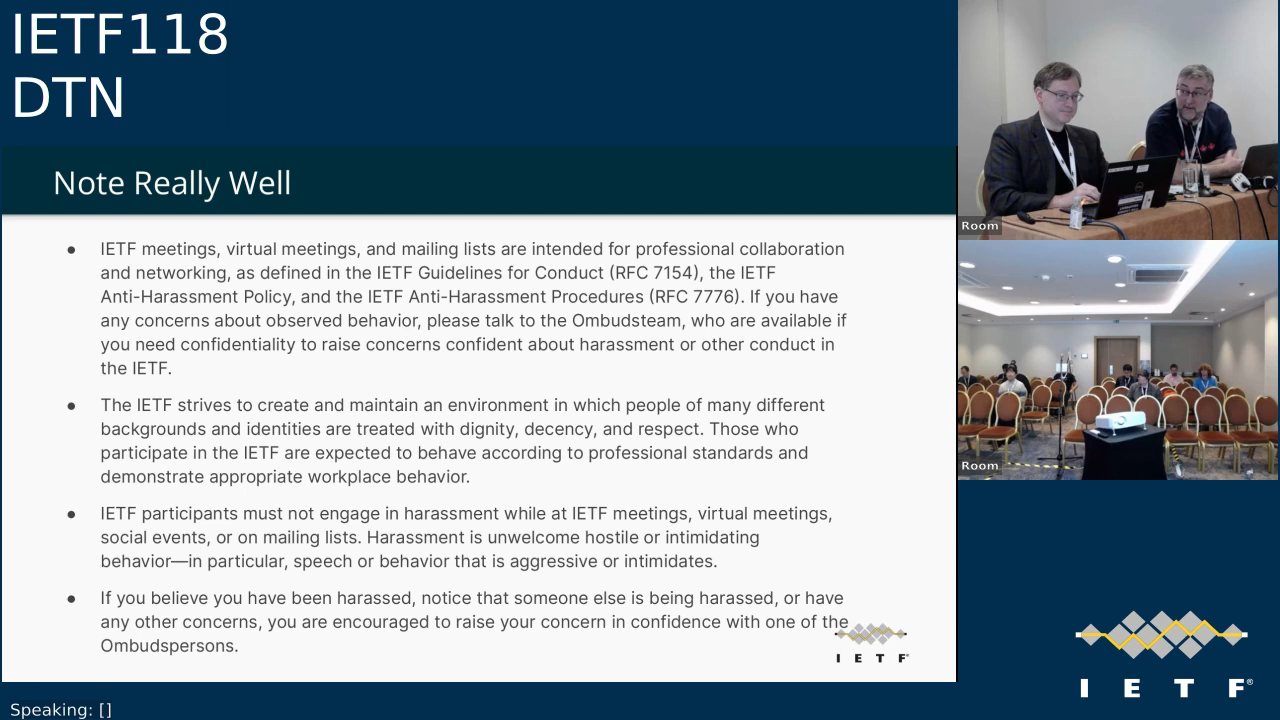 IETF118
DTN
Note Really Well
● IETF meetings, virtual meetings, and mailing lists are intended for professional collaboration
and networking, as defined in the IETF Guidelines for Conduct (RFC 7154), the IETF
Anti-Harassment Policy, and the IETF Anti-Harassment Procedures (RFC 7776). If you have
any concerns about observed behavior, please talk to the Ombudsteam, who are available if
you need confidentiality to raise concerns confident about harassment or other conduct in
the IETF.
● The IETF strives to create and maintain an environment in which people of many different
backgrounds and identities are treated with dignity, decency, and respect. Those who
participate in the IETF are expected to behave according to professional standards and
demonstrate appropriate workplace behavior.
● IETF participants must not engage in harassment while at IETF meetings, virtual meetings,
social events, or on mailing lists. Harassment is unwelcome hostile or intimidating
behavior—in particular, speech or behavior that is aggressive or intimidates.
● If you believe you have been harassed, notice that someone else is being harassed, or have
any other concerns, you are encouraged to raise your concern in confidence with one of the
Ombudspersons.
I E T F®
Room
Room
I E T F®
Speaking: []